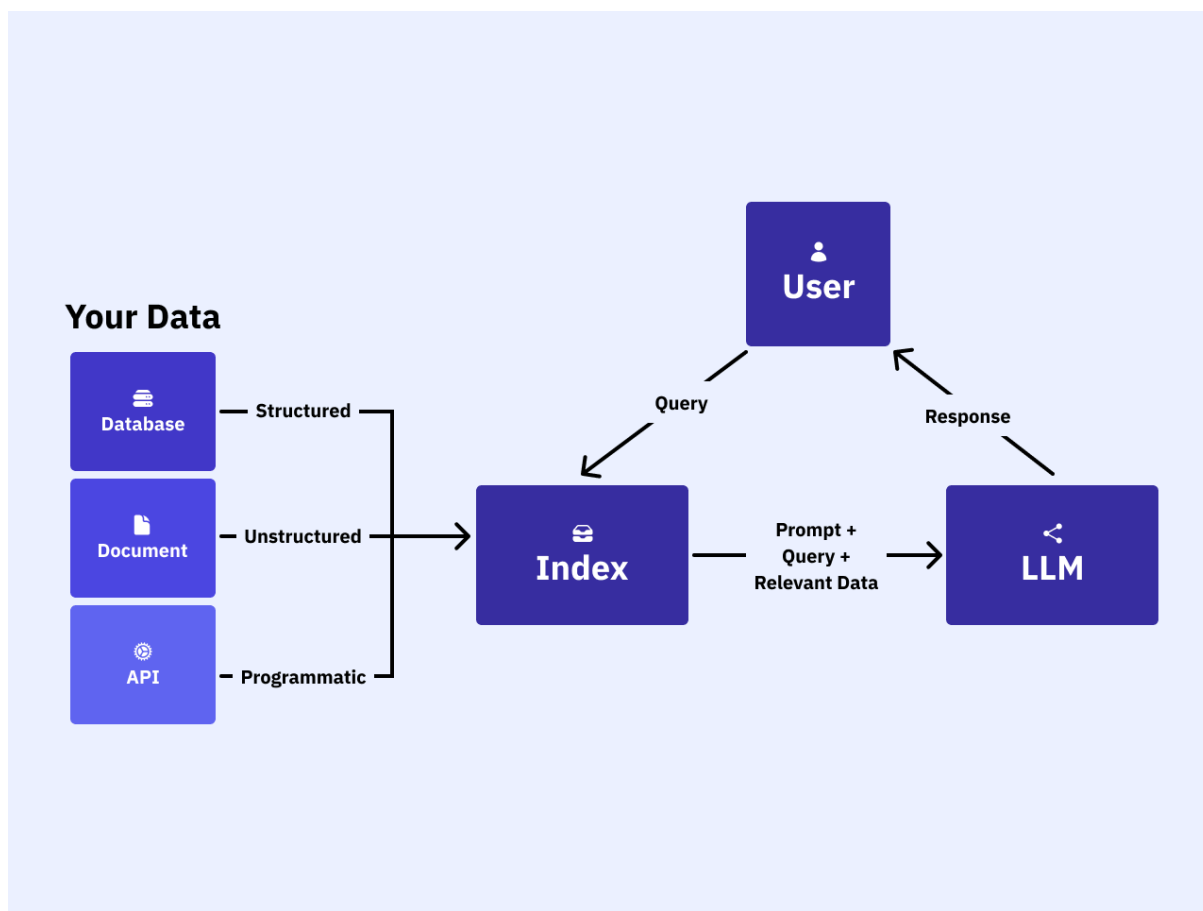 Your Data
Database
Structured
Document
Unstructured
API
Programmatic
User
Query
Response
Index
Prompt +
Query +
Relevant Data
LLM